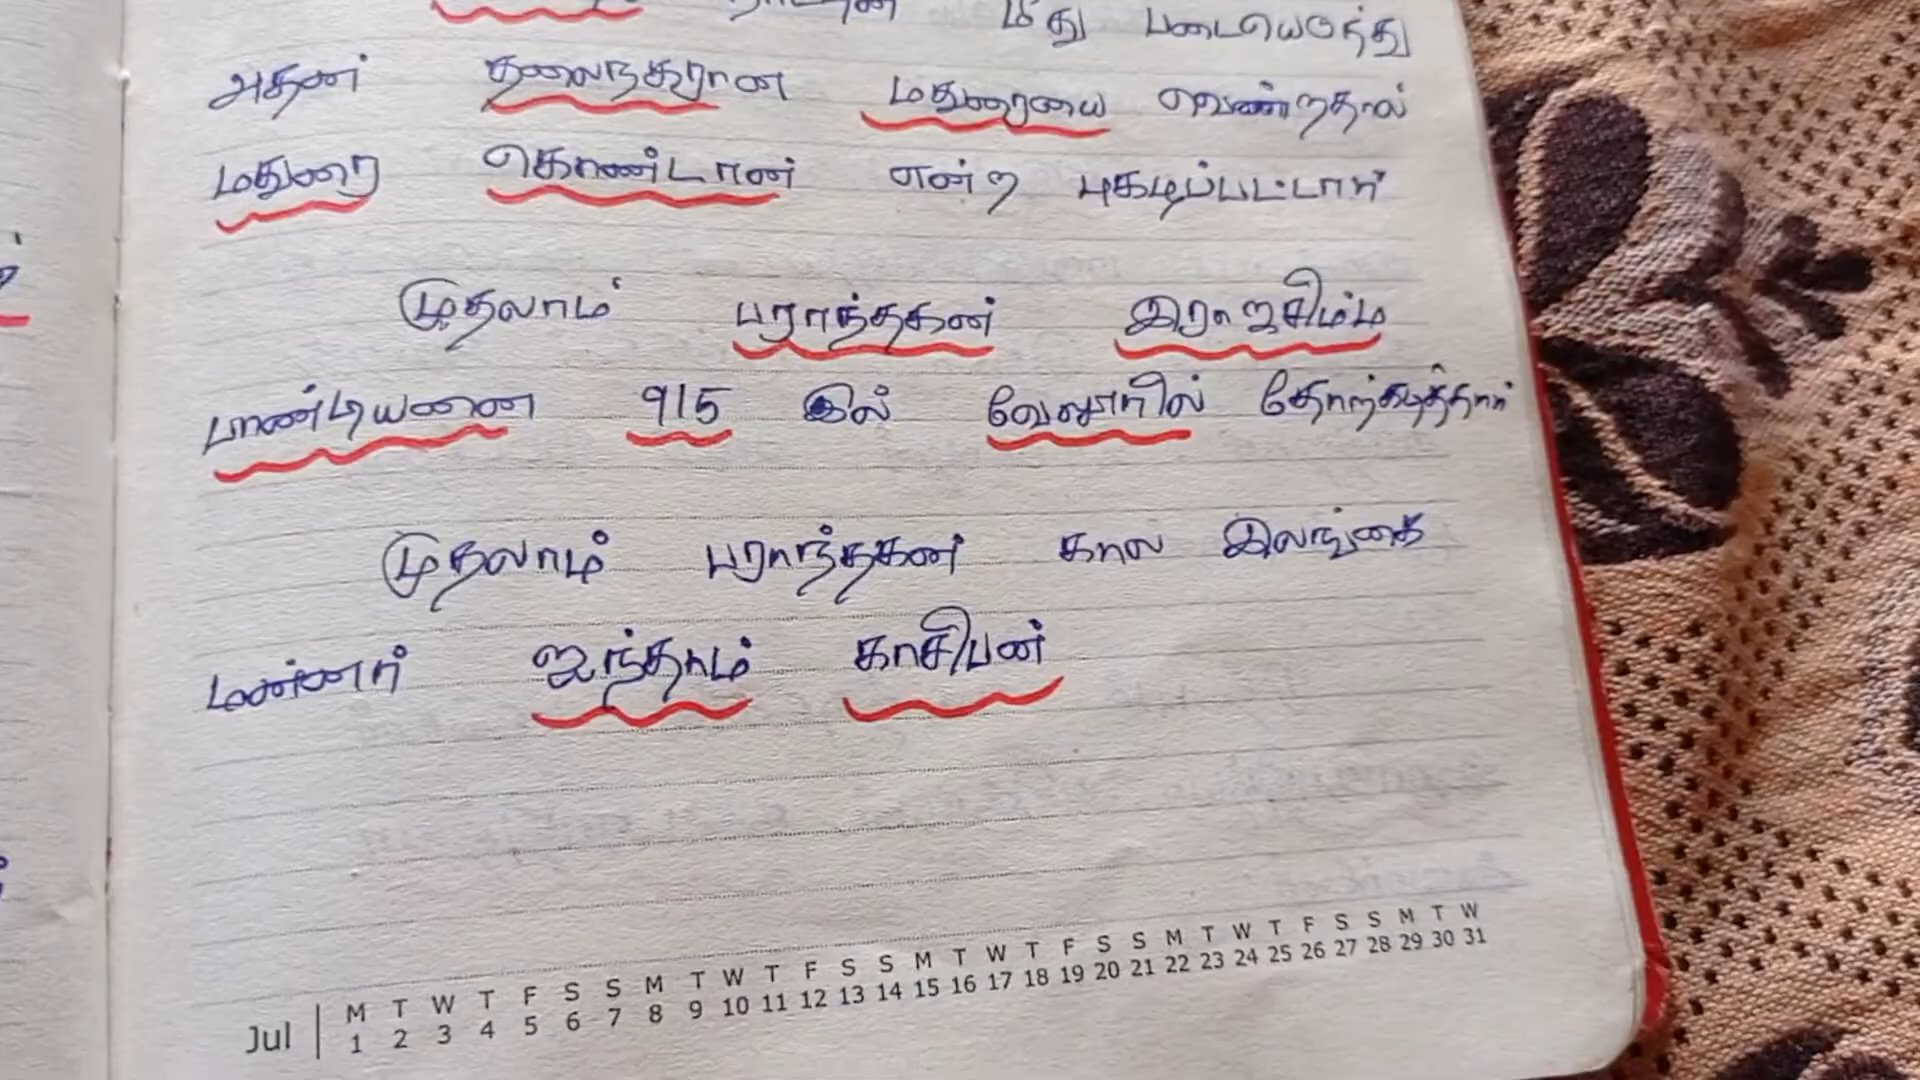 மீது படையெடுத்து
அதன் தலைநகரான மதுரையை வென்றதால்
மதுரை கொண்டான் என்ற புகழப்பட்டார்
முதலாம் பராந்தகன் இராஜசிம்ம
பாண்டியனை 915 இல் வேலூரில் தோற்கடித்தார்
முதலாம் பராந்தகன் கால இலங்கை
மன்னர் ஐந்தாம் காசிபன்
Jul M T W T F S S M T W T F S S M T W T F S S M T W T F S S M T W
1 2 3 4 5 6 7 8 9 10 11 12 13 14 15 16 17 18 19 20 21 22 23 24 25 26 27 28 29 30 31